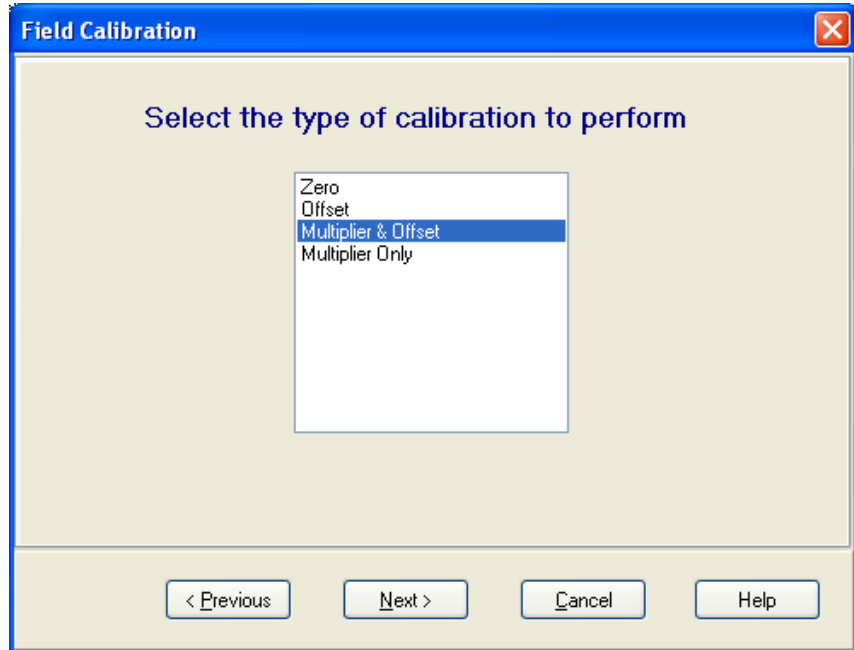 Field Calibration
Select the type of calibration to perform
Zero
Offset
Multiplier & Offset
Multiplier Only
< Previous
Next >
Cancel
Help